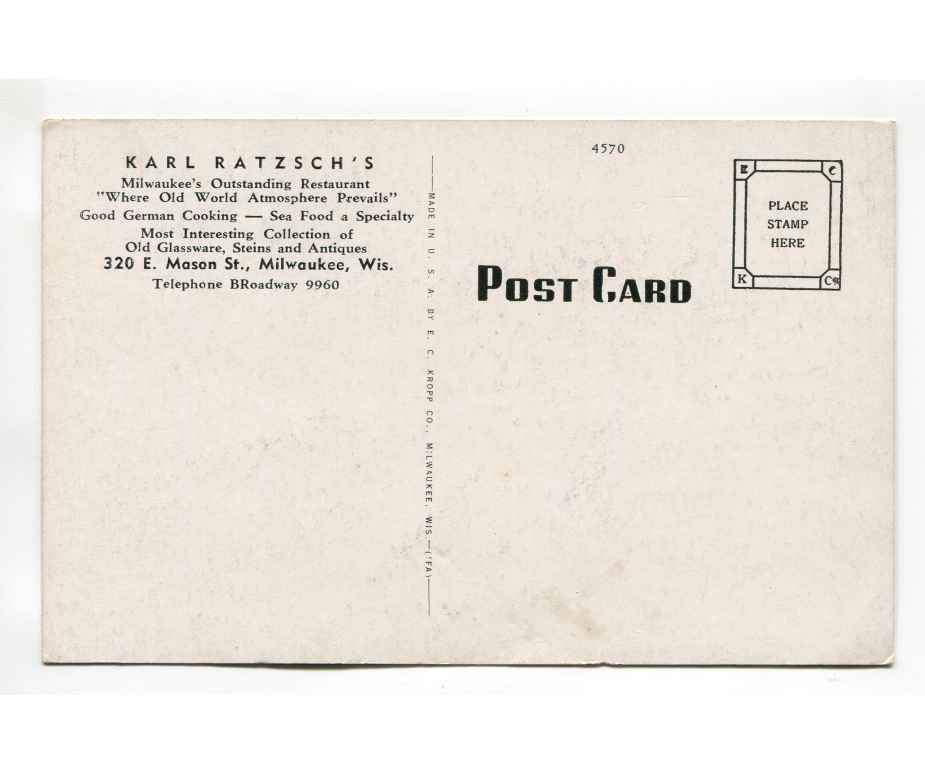 KARL RATZSCH'S
Milwaukee's Outstanding Restaurant
"Where Old World Atmosphere Prevails"
Good German Cooking — Sea Food a Specialty
Most Interesting Collection of
Old Glassware, Steins and Antiques
320 E. Mason St., Milwaukee, Wis.
Telephone BRoadway 9960
MADE IN U. S. A. BY E. C. KROPP CO., MILWAUKEE, WIS.
4570
POST CARD
E C
PLACE
STAMP
HERE
K Co